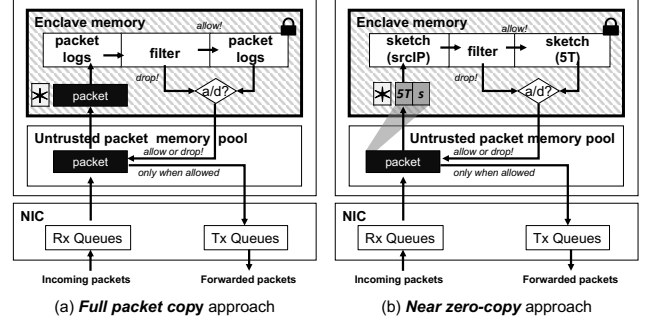 Enclave memory
allow!
packet logs
filter
packet logs
drop!
packet
a/d?
Untrusted packet memory pool
packet
allow or drop!
only when allowed
NIC
Rx Queues
Tx Queues
Incoming packets
Forwarded packets
(a) Full packet copy approach
Enclave memory
allow!
sketch (srcIP)
filter
sketch (5T)
drop!
5T s
a/d?
Untrusted packet memory pool
packet
allow or drop!
only when allowed
NIC
Rx Queues
Tx Queues
Incoming packets
Forwarded packets
(b) Near zero-copy approach